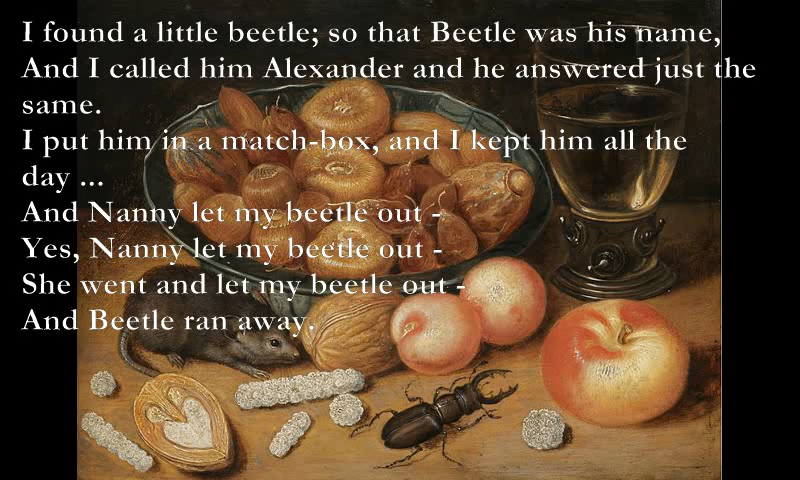 I found a little beetle; so that Beetle was his name,
And I called him Alexander and he answered just the
same.
I put him in a match-box, and I kept him all the
day ...
And Nanny let my beetle out -
Yes, Nanny let my beetle out -
She went and let my beetle out -
And Beetle ran away.